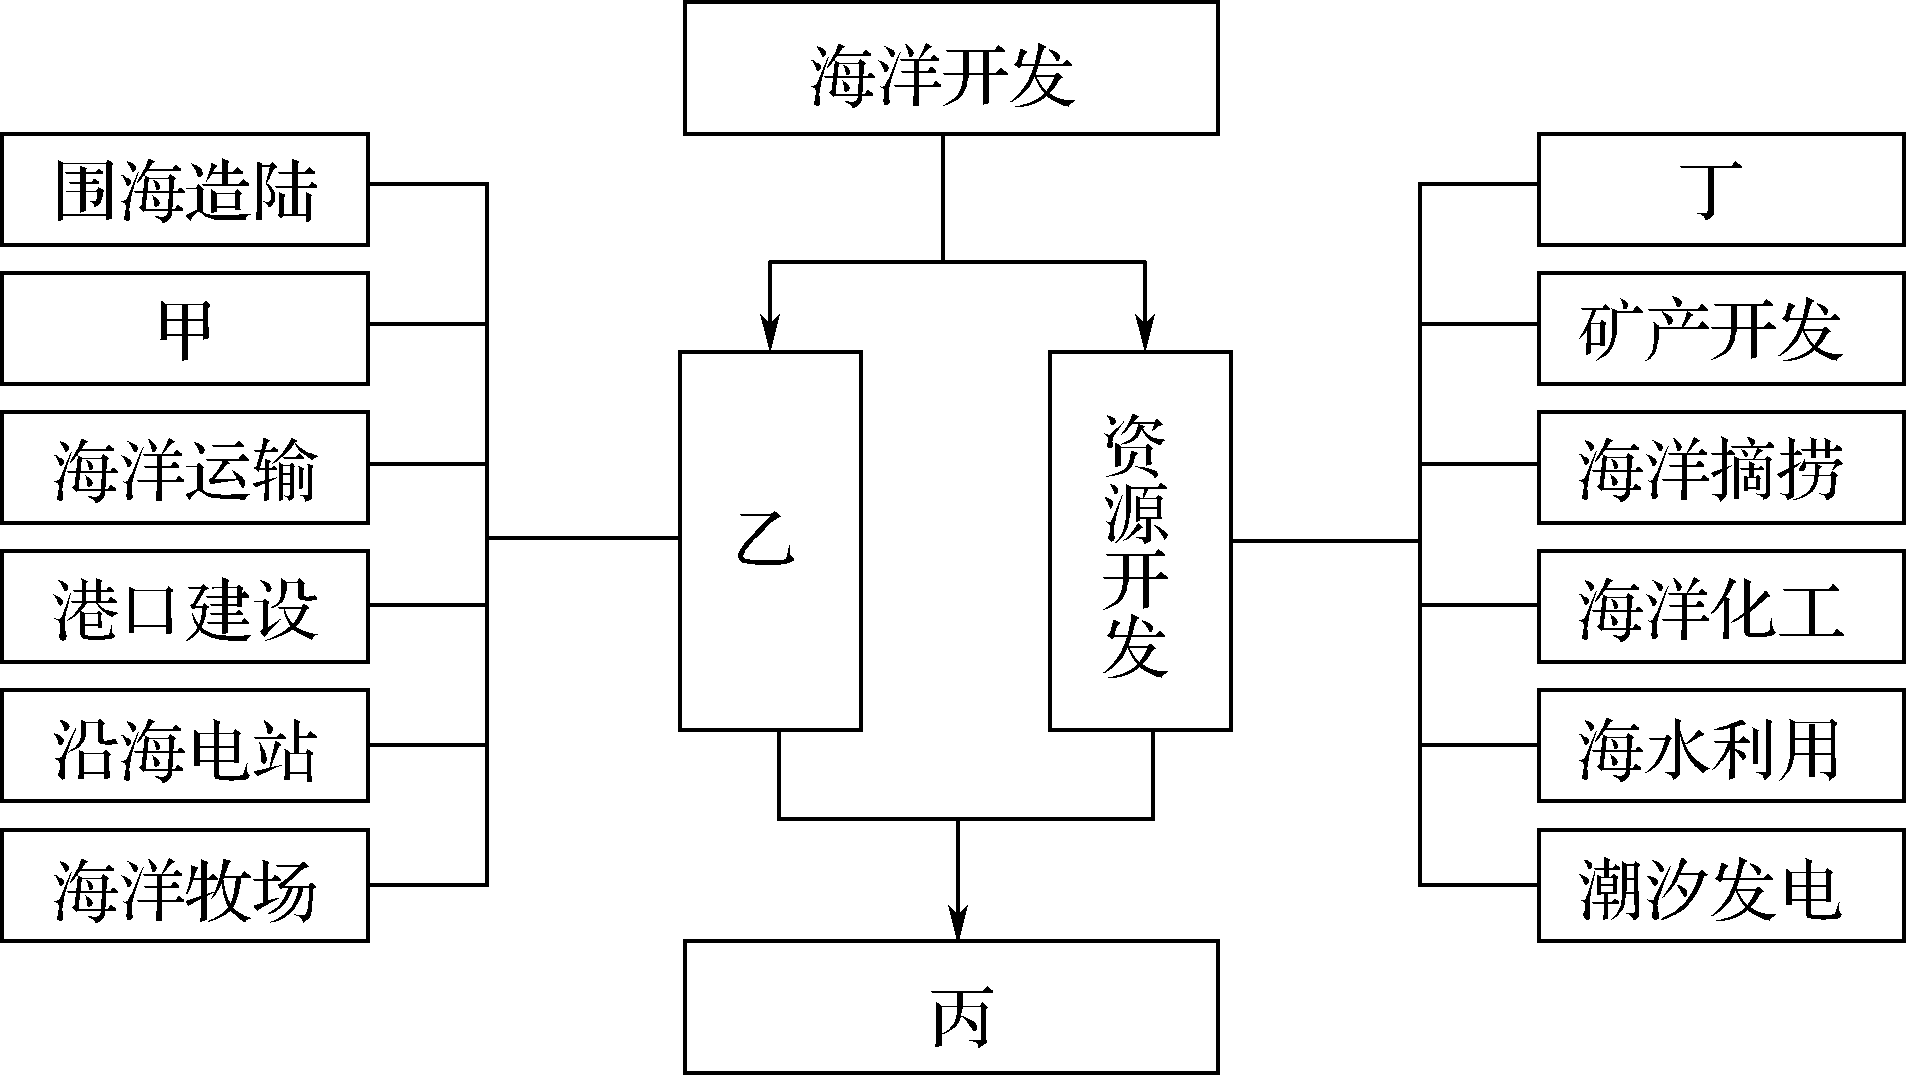 海洋开发
围海造陆
甲
海洋运输
港口建设
沿海电站
海洋牧场
乙
资源开发
丁
矿产开发
海洋摘捞
海洋化工
海水利用
潮汐发电
丙